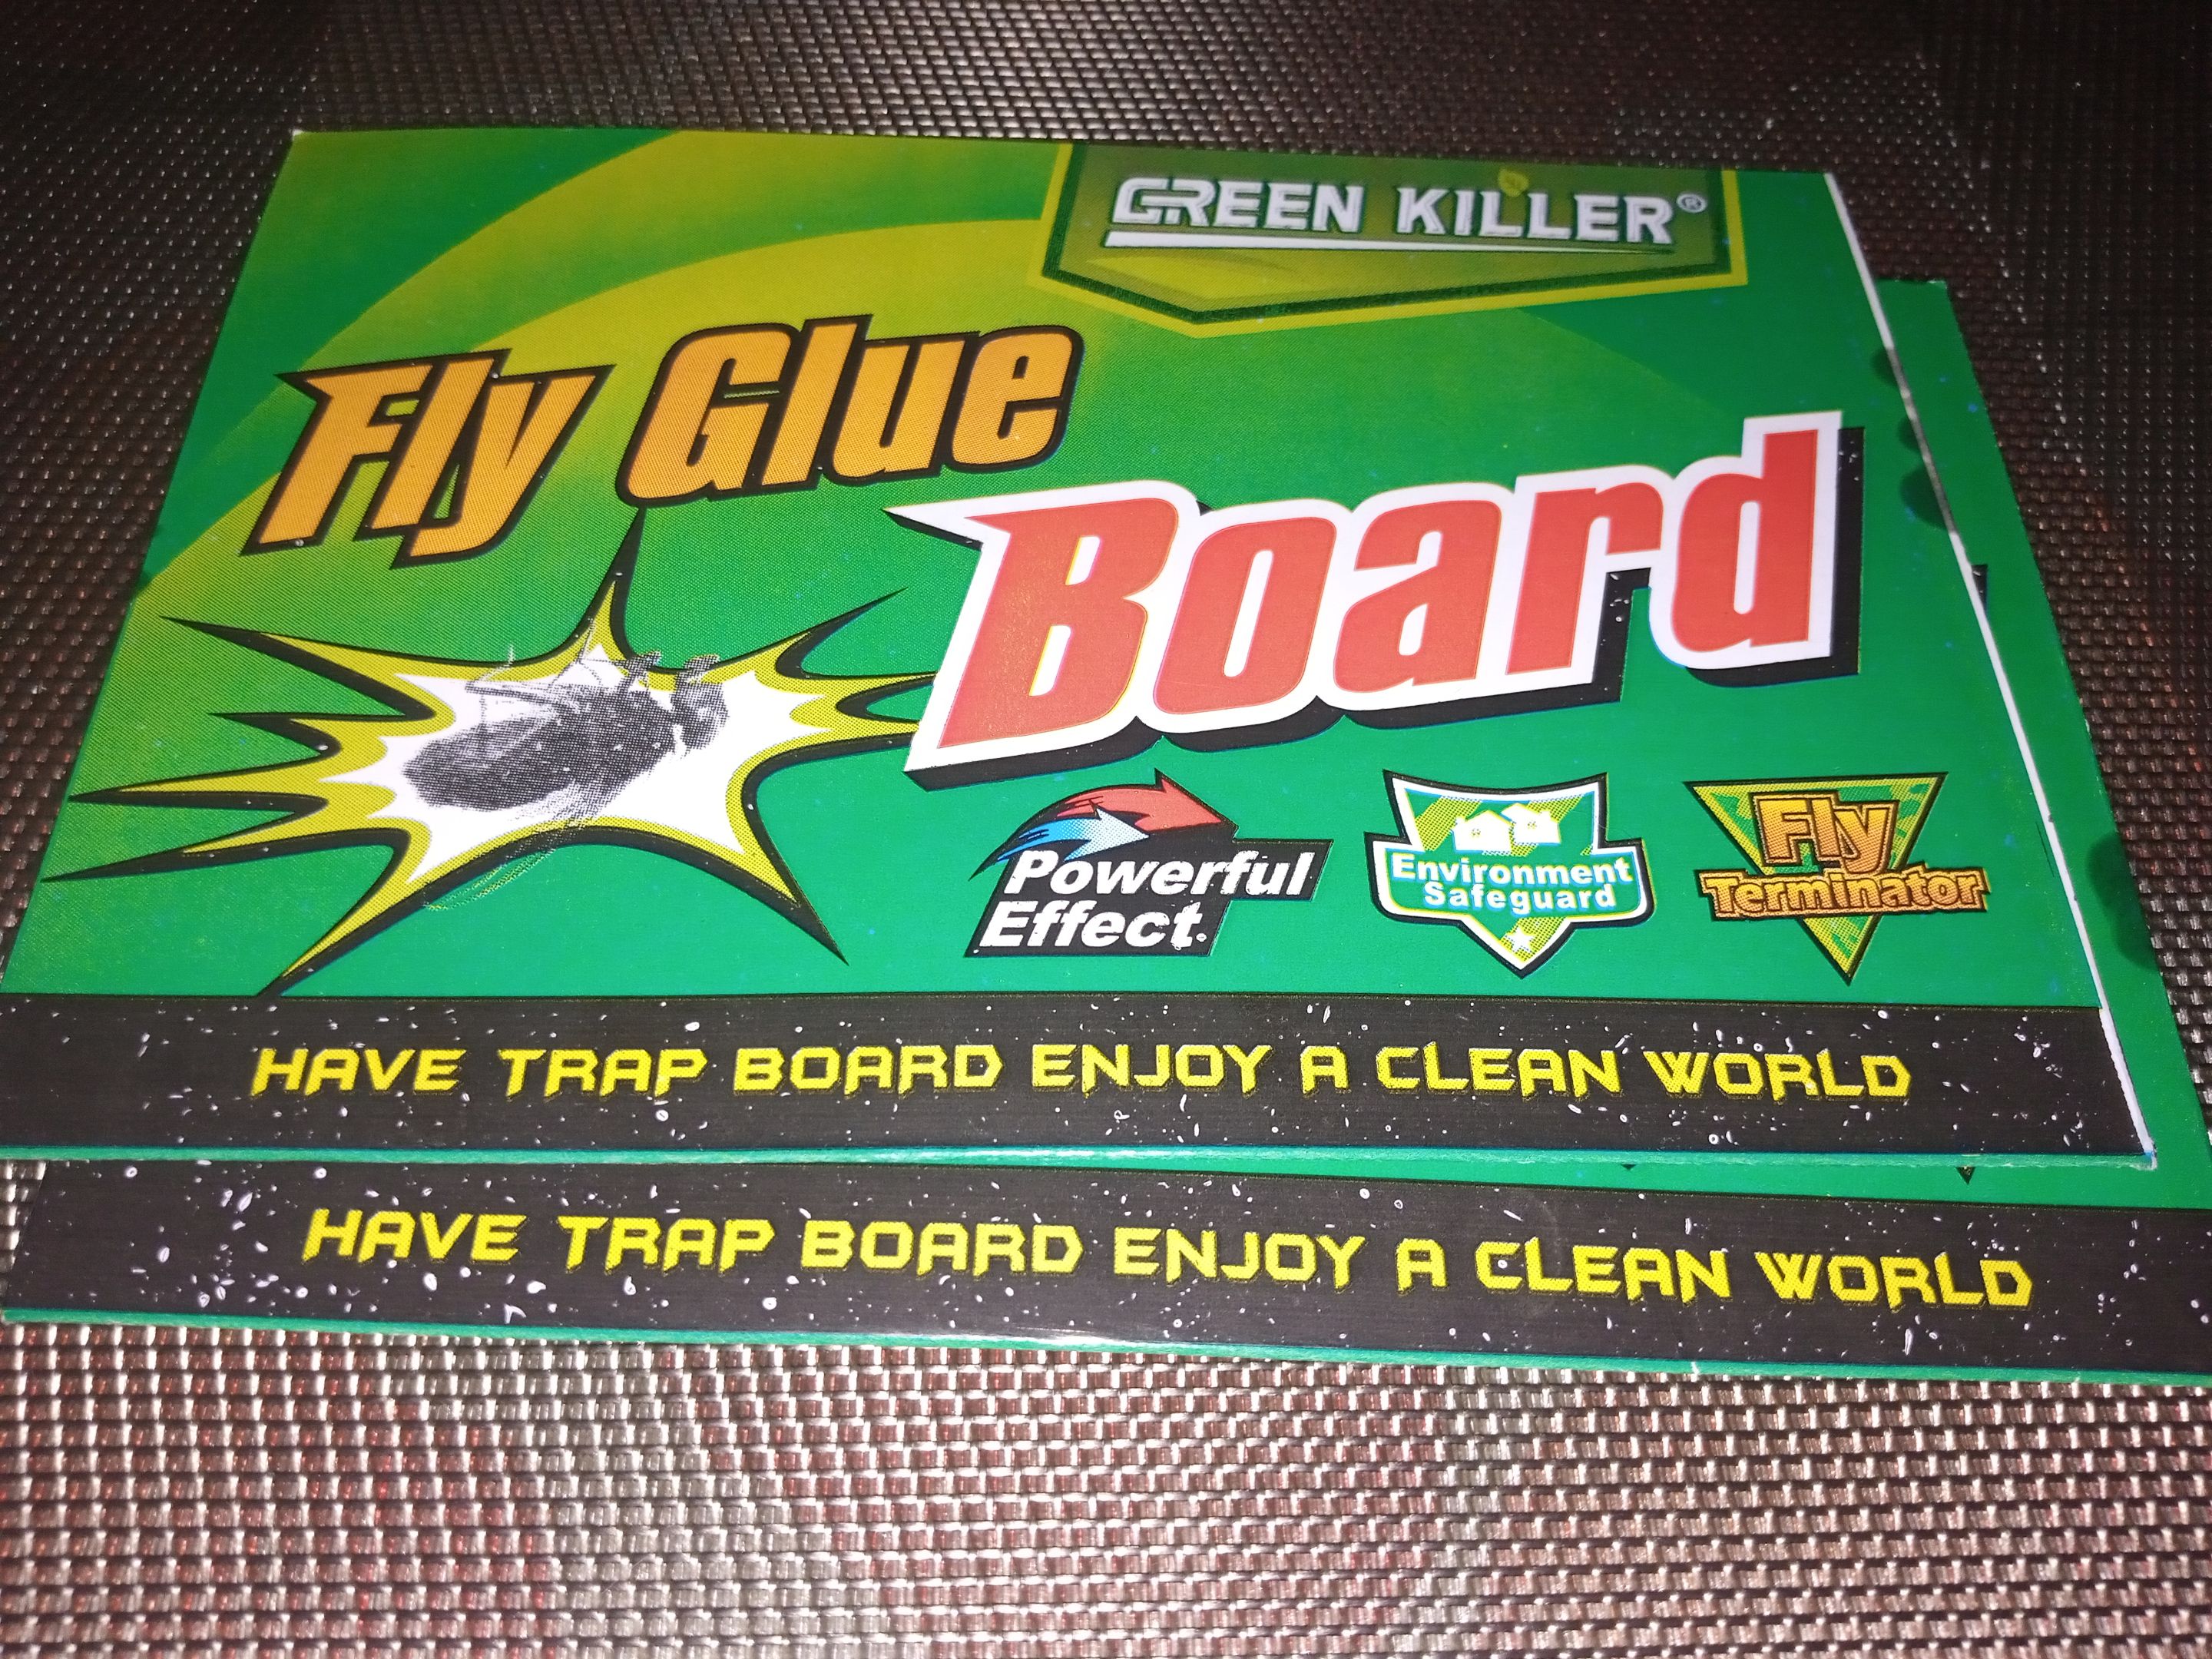 GREEN KILLER®
Fly Glue
Board
Powerful
Effect.
Environment
Safeguard
Fly
Terminator
HAVE TRAP BOARD ENJOY A CLEAN WORLD
HAVE TRAP BOARD ENJOY A CLEAN WORLD